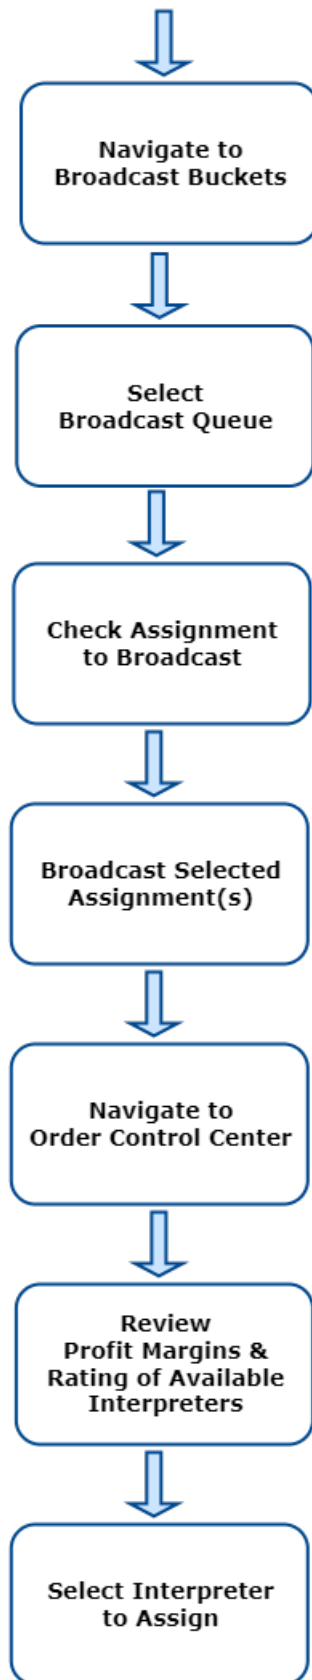 Navigate to
Broadcast Buckets
Select
Broadcast Queue
Check Assignment
to Broadcast
Broadcast Selected
Assignment(s)
Navigate to
Order Control Center
Review
Profit Margins &
Rating of Available
Interpreters
Select Interpreter
to Assign